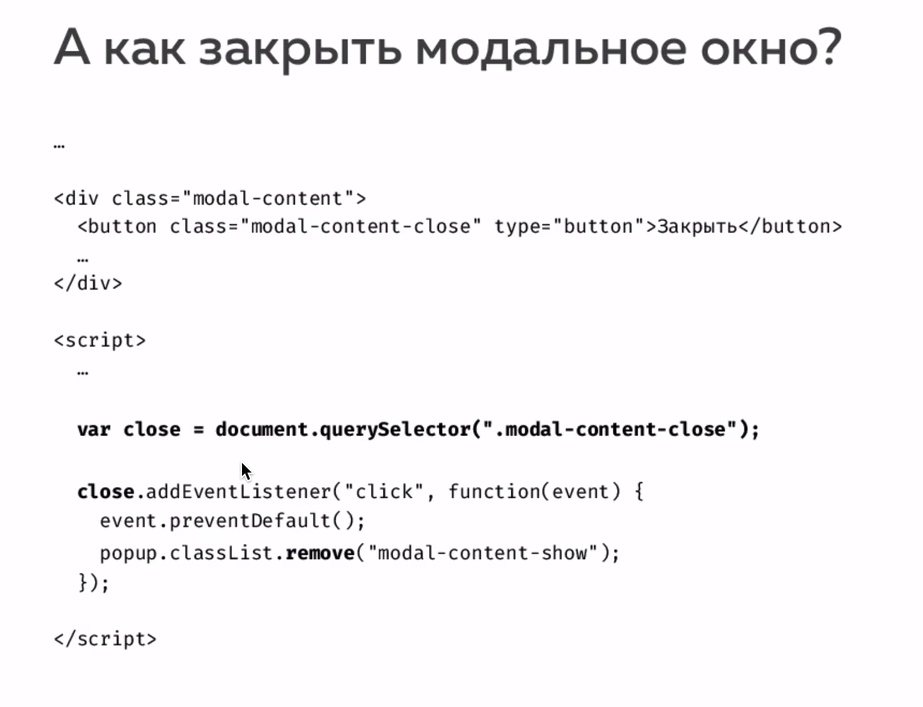 А как закрыть модальное окно?
…
<div class="modal-content">
<button class="modal-content-close" type="button">Закрыть</button>
…
</div>
<script>
…
var close = document.querySelector(".modal-content-close");
close.addEventListener("click", function(event) {
event.preventDefault();
popup.classList.remove("modal-content-show");
});
</script>